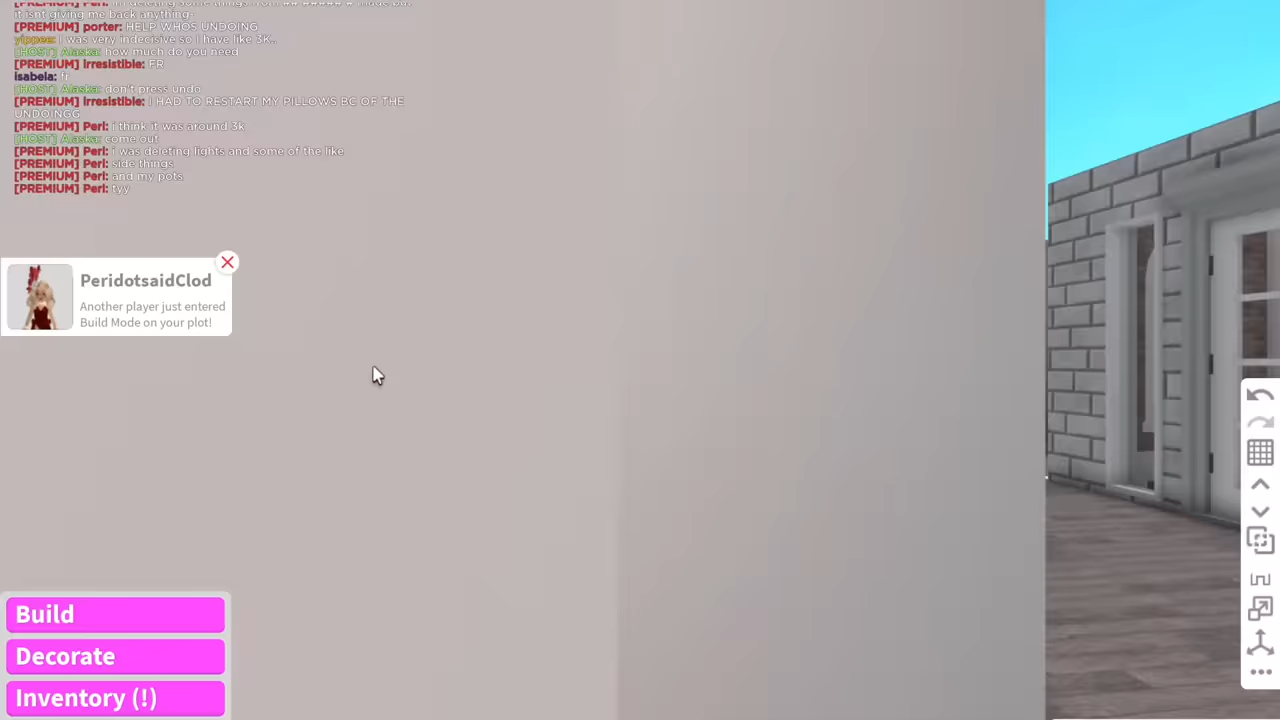 it isnt giving me back anything
[PREMIUM] porter: HELP WHOS UNDOING
yippee: I was very indecisive so I have like 3K..
[HOST] Alaska: how much do you need
[PREMIUM] Irresistible: FR
isabela: fr
[HOST] Alaska: don't press undo
[PREMIUM] Irresistible: I HAD TO RESTART MY PILLOWS BC OF THE
UNDOINGG
[PREMIUM] Peri: i think it was around 3k
[HOST] Alaska: come out
[PREMIUM] Peri: i was deleting lights and some of the like
[PREMIUM] Peri: side things
[PREMIUM] Peri: and my pots
[PREMIUM] Peri: tyy
PeridotsaidClod
Another player just entered
Build Mode on your plot!
Build
Decorate
Inventory (!)